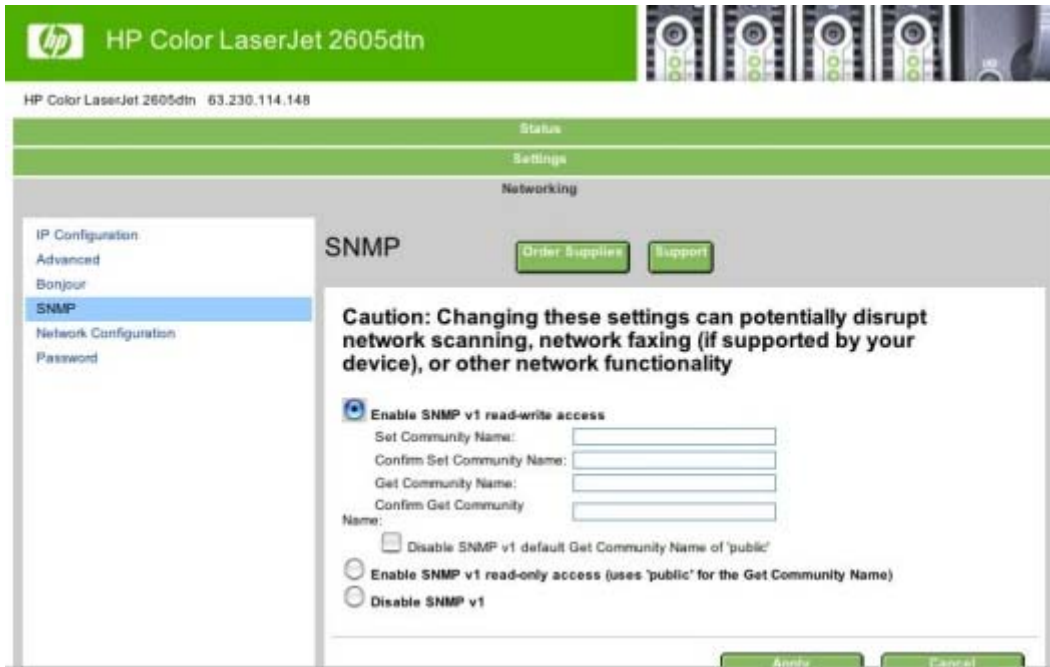 hp HP Color LaserJet 2605dtn
HP Color LaserJet 2605dtn 63.230.114.148
Status
Settings
Networking
IP Configuration
Advanced
Bonjour
SNMP
Network Configuration
Password
SNMP
Order Supplies
Support
Caution: Changing these settings can potentially disrupt
network scanning, network faxing (if supported by your
device), or other network functionality
Enable SNMP v1 read-write access
Set Community Name:
Confirm Set Community Name:
Get Community Name:
Confirm Get Community
Name:
Disable SNMP v1 default Get Community Name of 'public'
Enable SNMP v1 read-only access (uses 'public' for the Get Community Name)
Disable SNMP v1
Apply
Cancel